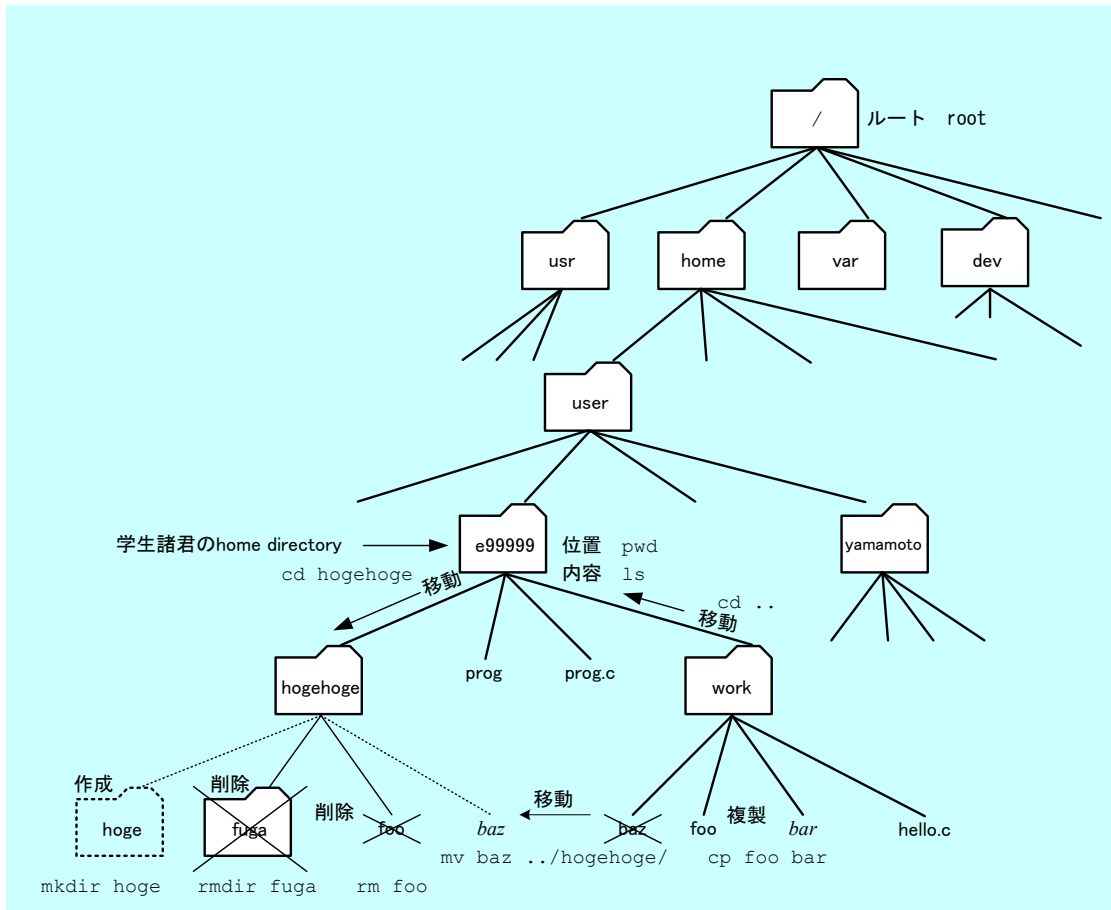 / ルート root
usr home var dev
user
学生諸君のhome directory e99999 位置 pwd yamamoto
cd hogehoge 移動 内容 ls
cd ..
移動
hogehoge prog prog.c work
作成 削除
削除 移動 複製
hoge fuga foo baz baz foo bar hello.c
mv baz ../hogehoge/ cp foo bar
mkdir hoge rmdir fuga rm foo